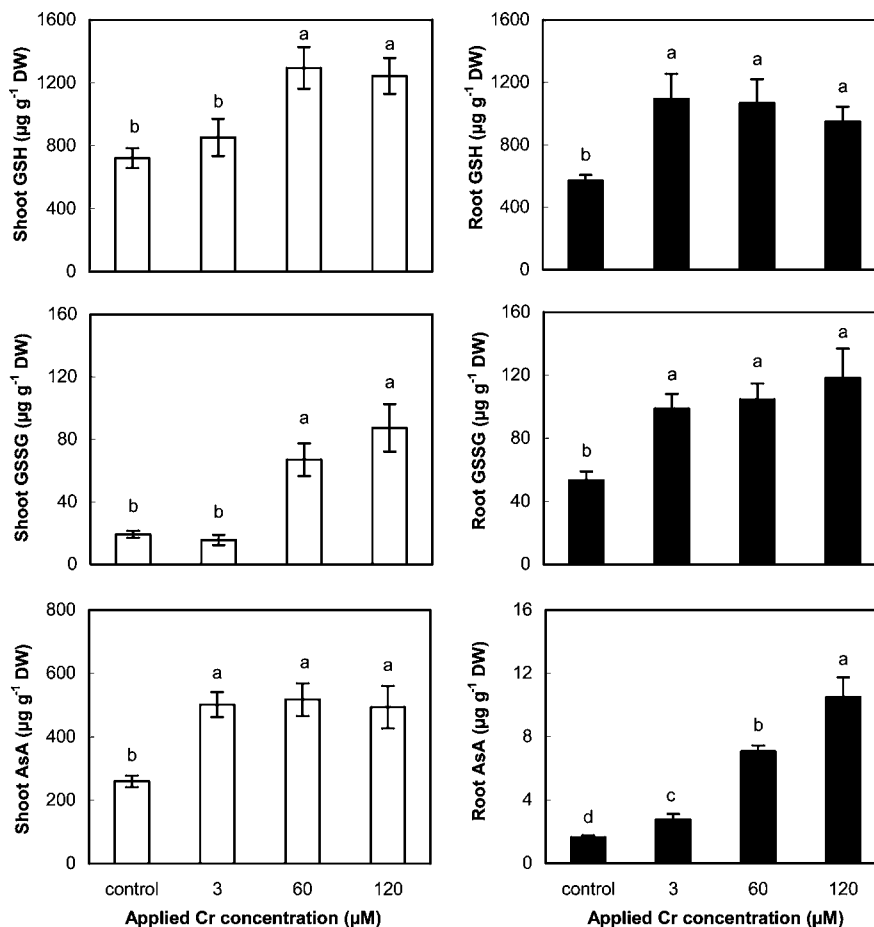 Shoot GSH (µg g⁻¹ DW)
1600
1200
800
400
0
b
b
a
a
Root GSH (µg g⁻¹ DW)
1600
1200
800
400
0
b
a
a
a
Shoot GSSG (µg g⁻¹ DW)
160
120
80
40
0
b
b
a
a
Root GSSG (µg g⁻¹ DW)
160
120
80
40
0
b
a
a
a
Shoot AsA (µg g⁻¹ DW)
800
600
400
200
0
b
a
a
a
control 3 60 120
Applied Cr concentration (µM)
Root AsA (µg g⁻¹ DW)
16
12
8
4
0
d
c
b
a
control 3 60 120
Applied Cr concentration (µM)